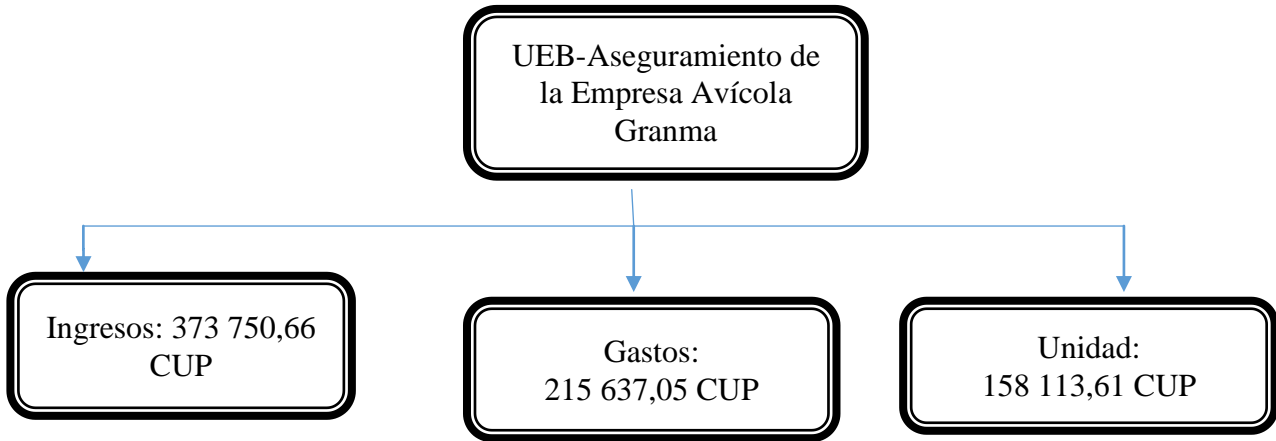 UEB-Aseguramiento de
la Empresa Avícola
Granma
Ingresos: 373 750,66
CUP
Gastos:
215 637,05 CUP
Unidad:
158 113,61 CUP